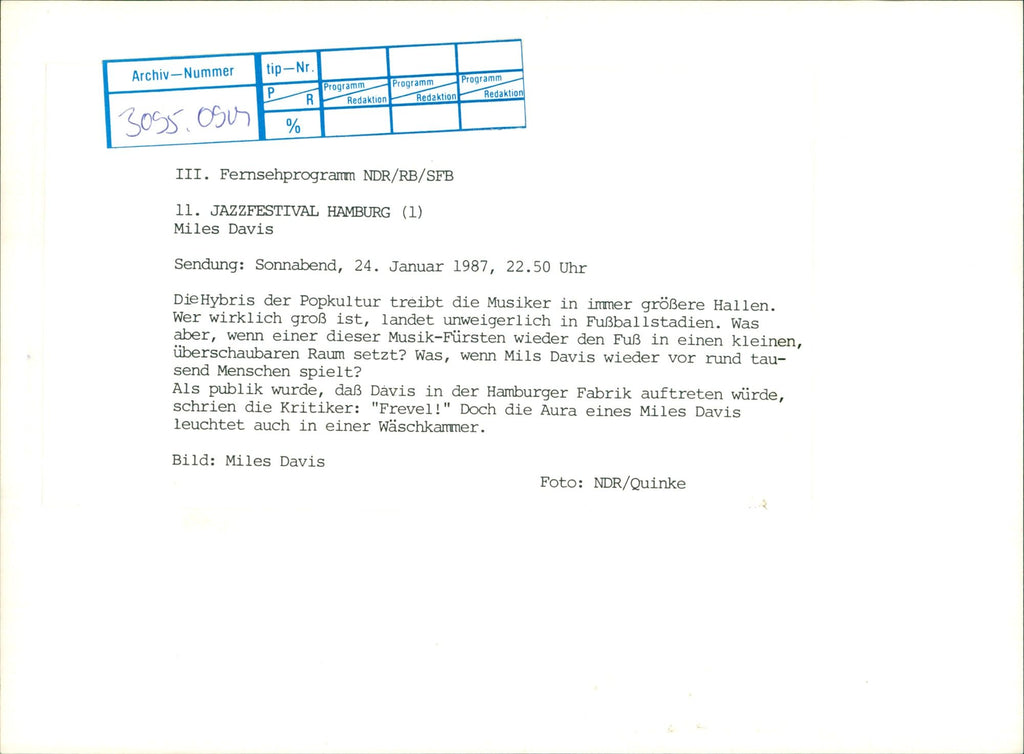 Archiv—Nummer tip—Nr.
P R Programm Redaktion Programm Redaktion Programm Redaktion
%
III. Fernsehprogramm NDR/RB/SFB
11. JAZZFESTIVAL HAMBURG (1)
Miles Davis
Sendung: Sonnabend, 24. Januar 1987, 22.50 Uhr
DieHybris der Popkultur treibt die Musiker in immer größere Hallen.
Wer wirklich groß ist, landet unweigerlich in Fußballstadien. Was
aber, wenn einer dieser Musik-Fürsten wieder den Fuß in einen kleinen,
überschaubaren Raum setzt? Was, wenn Mils Davis wieder vor rund tau-
send Menschen spielt?
Als publik wurde, daß Davis in der Hamburger Fabrik auftreten würde,
schrien die Kritiker: "Frevel!" Doch die Aura eines Miles Davis
leuchtet auch in einer Wäschkammer.
Bild: Miles Davis
Foto: NDR/Quinke